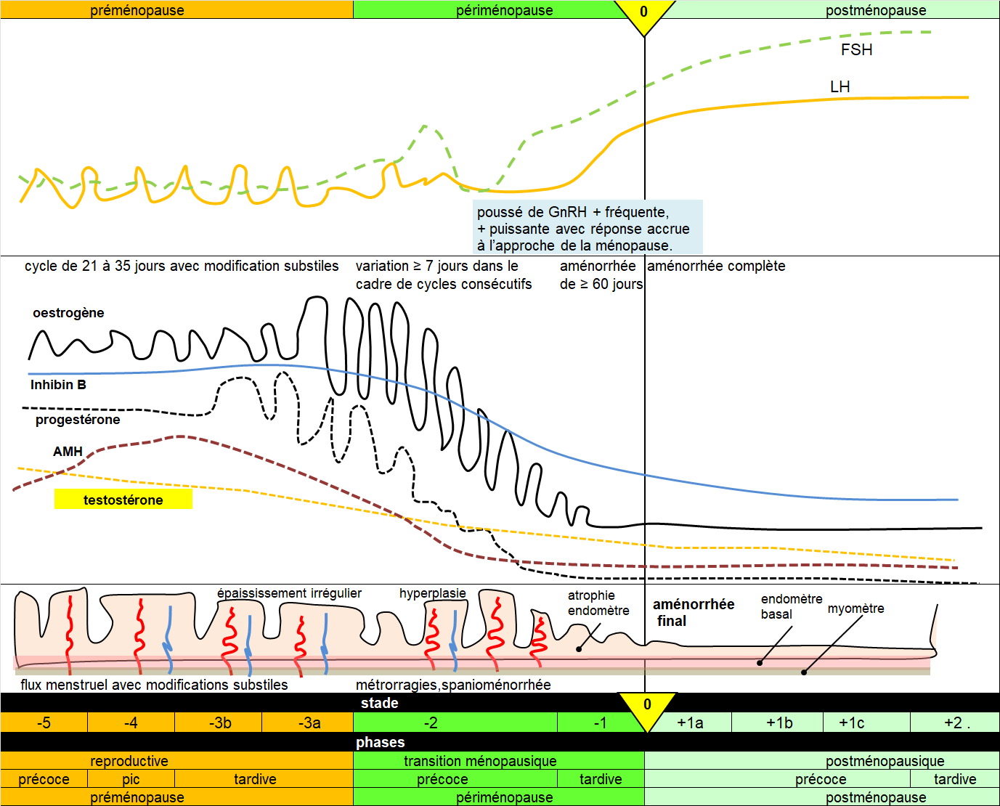 préménopause périménopause 0 postménopause
FSH
LH
poussé de GnRH + fréquente,
+ puissante avec réponse accrue
à l'approche de la ménopause.
cycle de 21 à 35 jours avec modification substiles
variation ≥ 7 jours dans le
cadre de cycles consécutifs
aménorrhée
de ≥ 60 jours
aménorrhée complète
oestrogène
Inhibin B
progestérone
AMH
testostérone
épaississement irrégulier
hyperplasie
atrophie
endomètre
aménorrhée
final
endomètre
basal
myomètre
flux menstruel avec modifications substiles
métrorragies,spanioménorrhée
stade
0
-5 -4 -3b -3a -2 -1 +1a +1b +1c +2 .
phases
reproductive transition ménopausique postménopausique
précoce pic tardive précoce tardive précoce tardive
préménopause périménopause postménopause